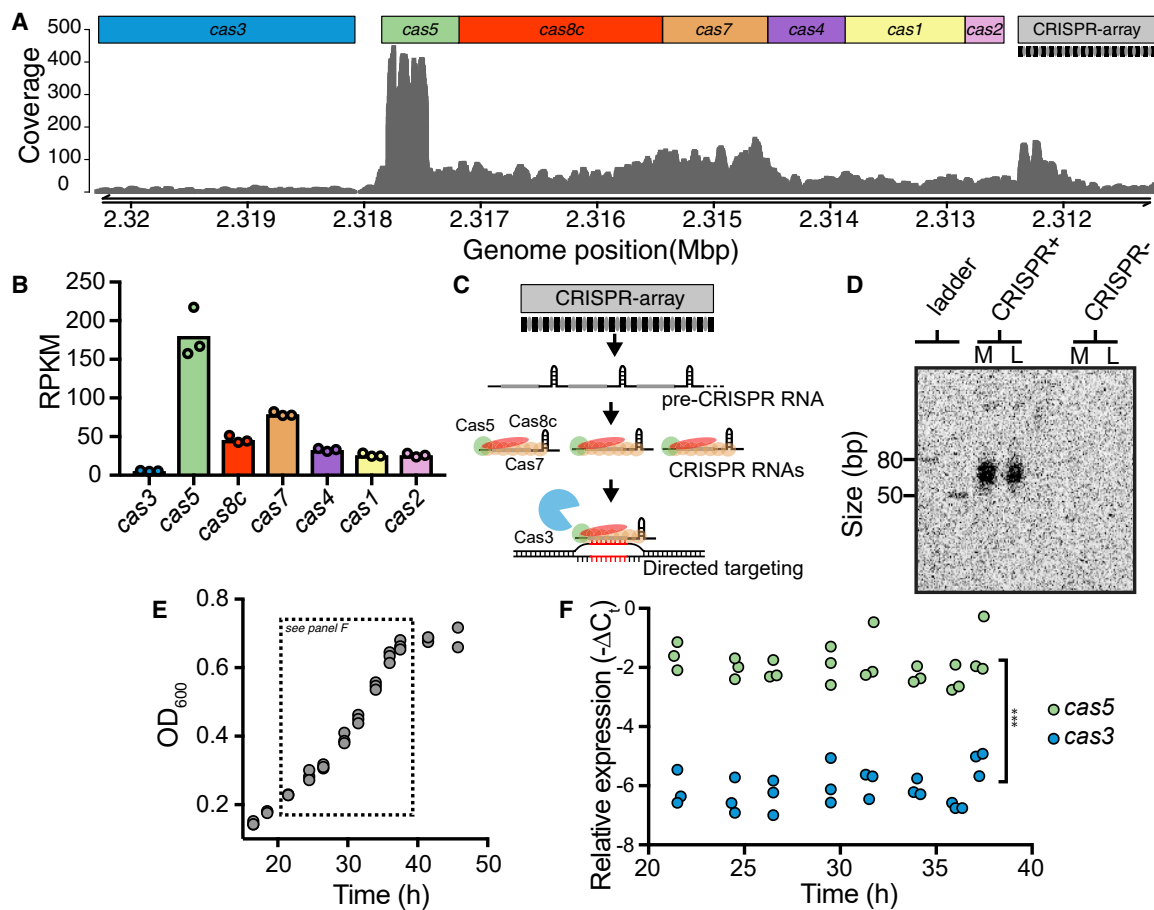 A
cas3 cas5 cas8c cas7 cas4 cas1 cas2 CRISPR-array
500
400
300
200
100
0
Coverage
2.32 2.319 2.318 2.317 2.316 2.315 2.314 2.313 2.312
Genome position(Mbp)
B
250
200
150
100
50
0
RPKM
cas3 cas5 cas8c cas7 cas4 cas1 cas2
C
CRISPR-array
pre-CRISPR RNA
Cas5 Cas8c
Cas7
CRISPR RNAs
Cas3
Directed targeting
D
ladder CRISPR+ CRISPR-
M L M L
80
50
Size (bp)
E
0.8
0.6
0.4
0.2
OD600
see panel F
20 30 40 50
Time (h)
F
0
-2
-4
-6
-8
Relative expression (-ΔCt)
***
cas5
cas3
20 25 30 35 40
Time (h)